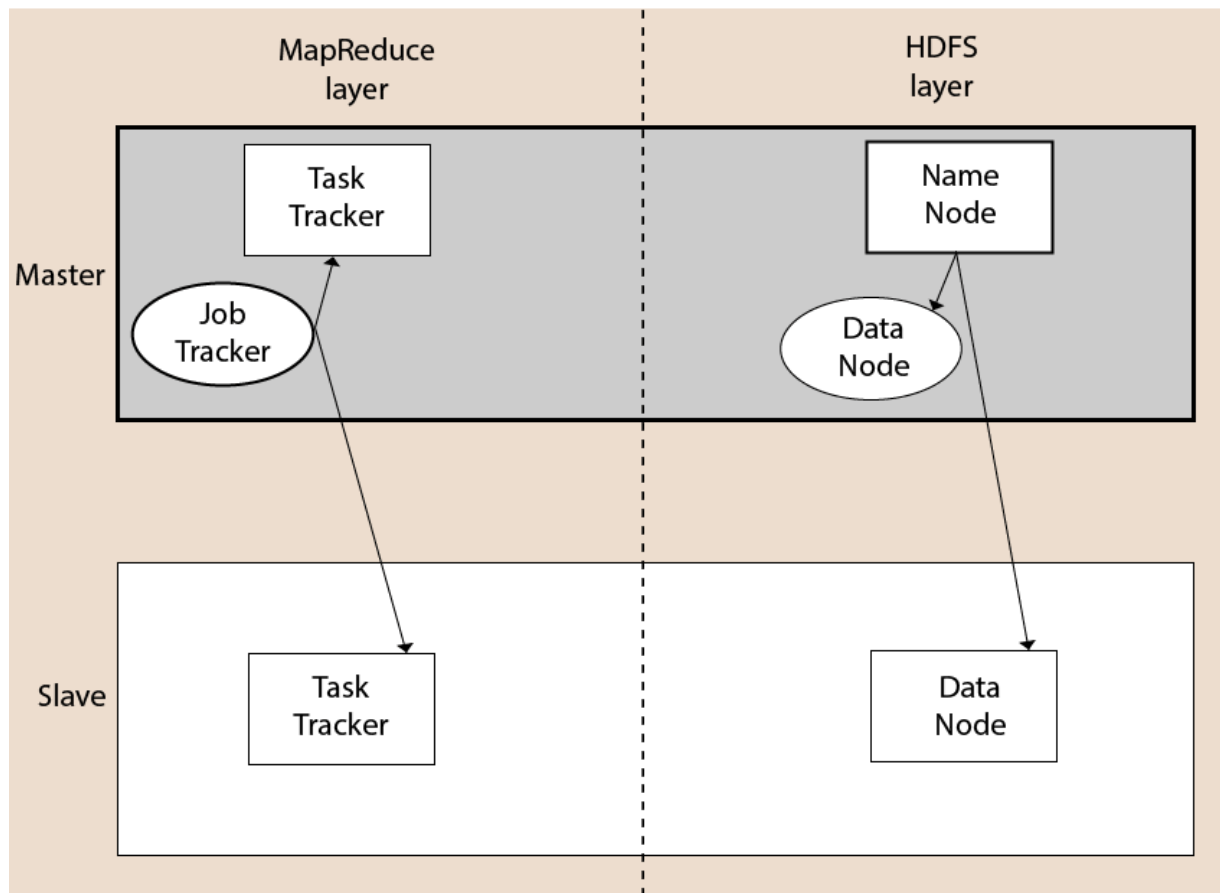 MapReduce
layer
HDFS
layer
Task
Tracker
Name
Node
Master
Job
Tracker
Data
Node
Slave
Task
Tracker
Data
Node